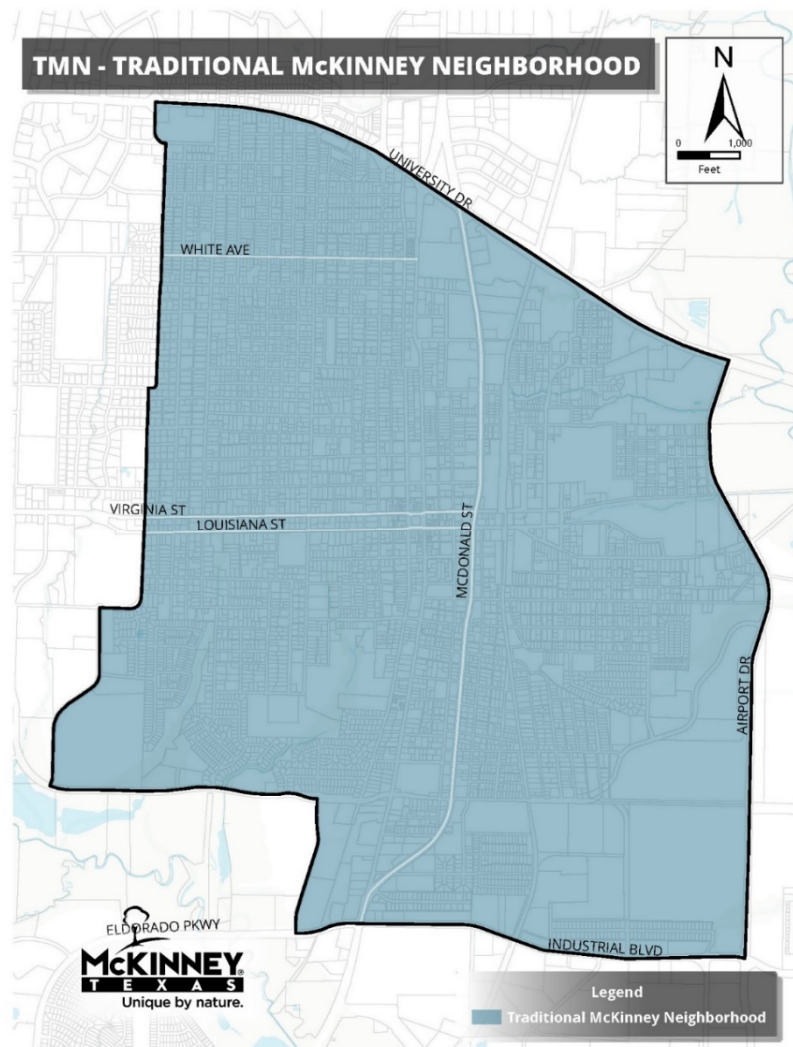 TMN - TRADITIONAL McKINNEY NEIGHBORHOOD
N
0 1,000
Feet
UNIVERSITY DR
WHITE AVE
VIRGINIA ST
LOUISIANA ST
MCDONALD ST
AIRPORT DR
ELDORADO PKWY
INDUSTRIAL BLVD
McKINNEY®
TEXAS
Unique by nature.
Legend
Traditional McKinney Neighborhood